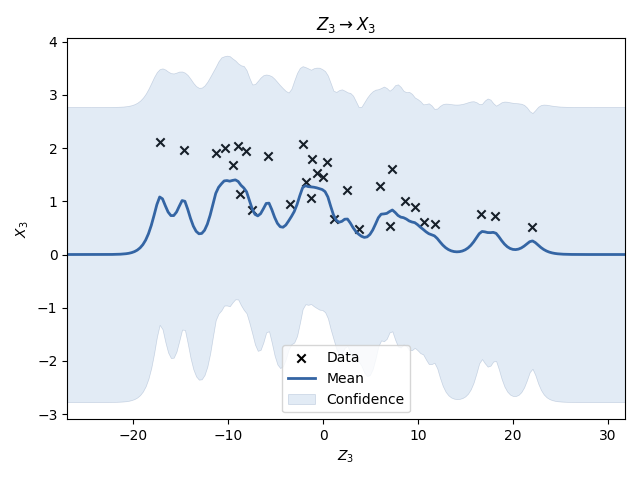 Z₃ → X₃
4
3
2
1
0
−1
−2
−3
X₃
−20
−10
0
10
20
30
Z₃
Data
Mean
Confidence